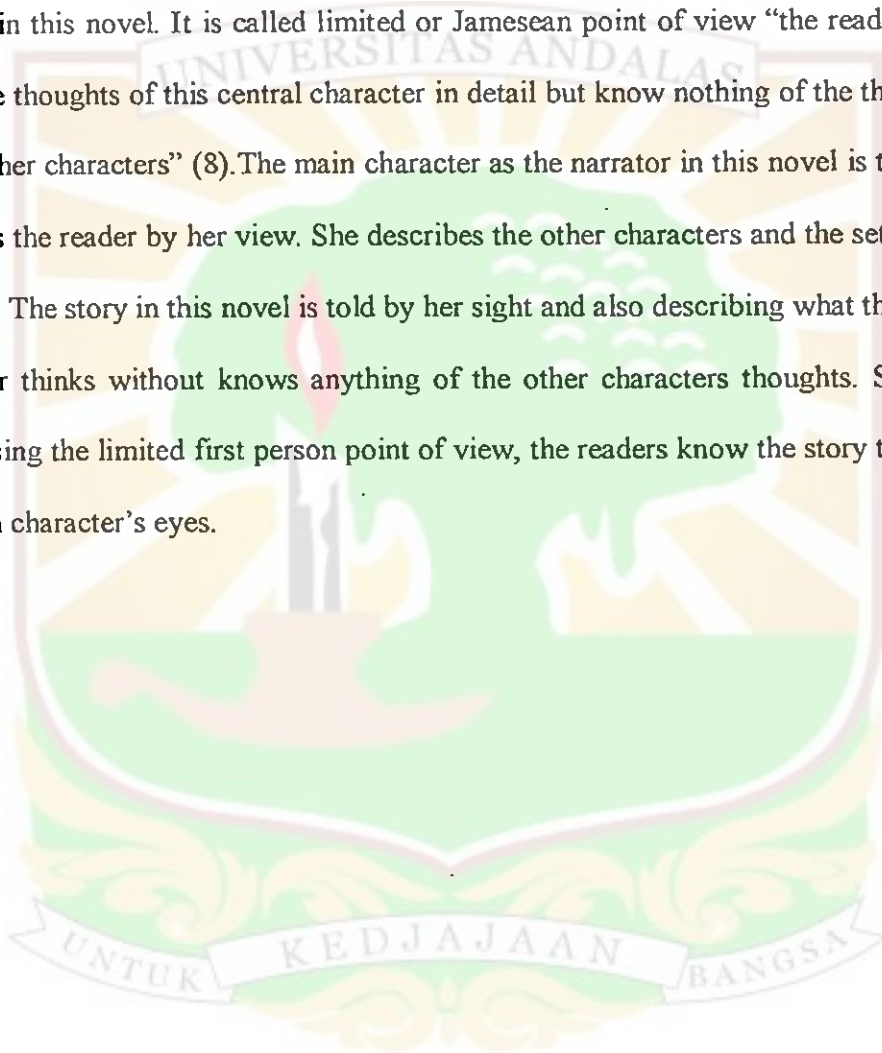 in this novel. It is called limited or Jamesean point of view “the read
e thoughts of this central character in detail but know nothing of the th
her characters” (8).The main character as the narrator in this novel is t
s the reader by her view. She describes the other characters and the set
. The story in this novel is told by her sight and also describing what th
r thinks without knows anything of the other characters thoughts. S
sing the limited first person point of view, the readers know the story t
character’s eyes.
UNIVERSITAS ANDALAS
UNTUK KEDJAJAAN BANGSA